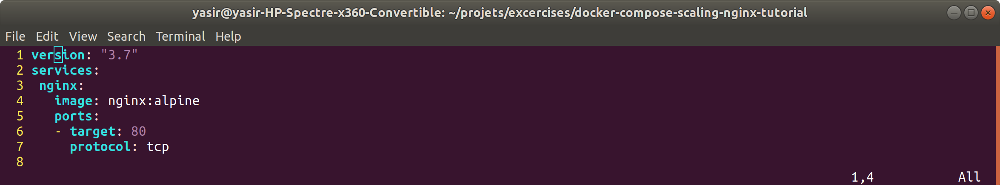 yasir@yasir-HP-Spectre-x360-Convertible: ~/projets/excercises/docker-compose-scaling-nginx-tutorial
File Edit View Search Terminal Help
1 version: "3.7"
2 services:
3  nginx:
4    image: nginx:alpine
5    ports:
6    - target: 80
7      protocol: tcp
8
1,4 All